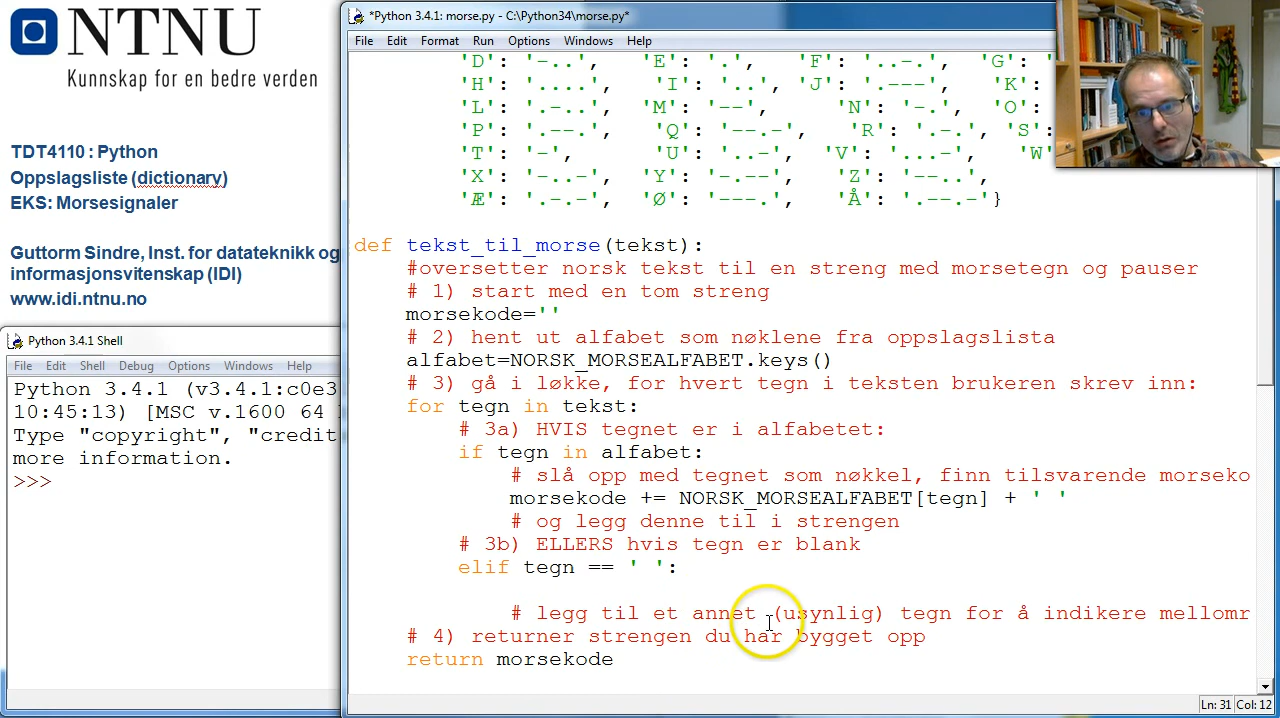 NTNU
Kunnskap for en bedre verden
TDT4110 : Python
Oppslagsliste (dictionary)
EKS: Morsesignaler
Guttorm Sindre, Inst. for datateknikk og
informasjonsvitenskap (IDI)
www.idi.ntnu.no
Python 3.4.1 Shell
File Edit Shell Debug Options Windows Help
Python 3.4.1 (v3.4.1:c0e3
10:45:13) [MSC v.1600 64
Type "copyright", "credit
more information.
>>>
*Python 3.4.1: morse.py - C:\Python34\morse.py*
File Edit Format Run Options Windows Help
'D': '-..', 'E': '.', 'F': '..-.', 'G': '
'H': '....', 'I': '..', 'J': '.---', 'K':
'L': '.-..', 'M': '--', 'N': '-.', 'O':
'P': '.--.', 'Q': '--.-', 'R': '.-.', 'S':
'T': '-', 'U': '..-', 'V': '...-', 'W'
'X': '-..-', 'Y': '-.--', 'Z': '--..',
'Æ': '.-.-', 'Ø': '---.', 'Å': '.--.-'}
def tekst_til_morse(tekst):
#oversetter norsk tekst til en streng med morsetegn og pauser
# 1) start med en tom streng
morsekode=''
# 2) hent ut alfabet som nøklene fra oppslagslista
alfabet=NORSK_MORSEALFABET.keys()
# 3) gå i løkke, for hvert tegn i teksten brukeren skrev inn:
for tegn in tekst:
# 3a) HVIS tegnet er i alfabetet:
if tegn in alfabet:
# slå opp med tegnet som nøkkel, finn tilsvarende morseko
morsekode += NORSK_MORSEALFABET[tegn] + ' '
# og legg denne til i strengen
# 3b) ELLERS hvis tegn er blank
elif tegn == ' ':
# legg til et annet (usynlig) tegn for å indikere mellomr
# 4) returner strengen du har bygget opp
return morsekode
Ln: 31 Col: 12